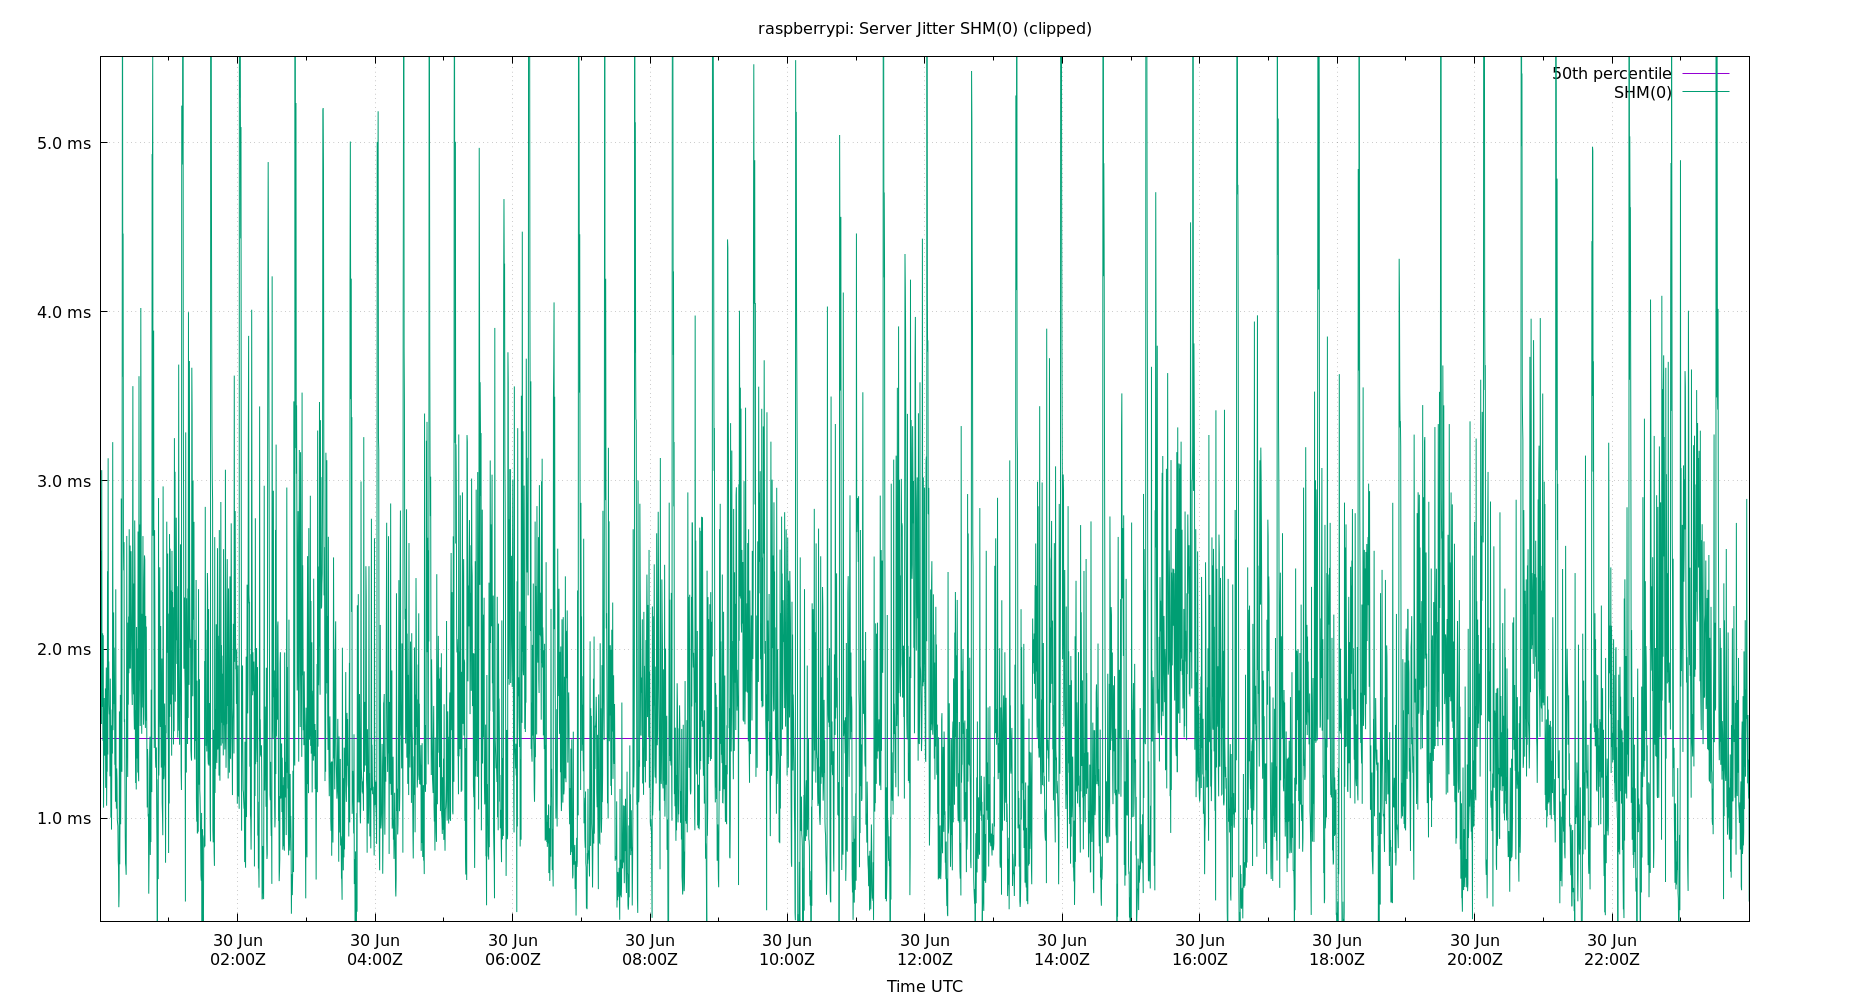 raspberrypi: Server Jitter SHM(0) (clipped)
50th percentile
SHM(0)
5.0 ms
4.0 ms
3.0 ms
2.0 ms
1.0 ms
30 Jun 30 Jun 30 Jun 30 Jun 30 Jun 30 Jun 30 Jun 30 Jun 30 Jun 30 Jun 30 Jun
02:00Z 04:00Z 06:00Z 08:00Z 10:00Z 12:00Z 14:00Z 16:00Z 18:00Z 20:00Z 22:00Z
Time UTC